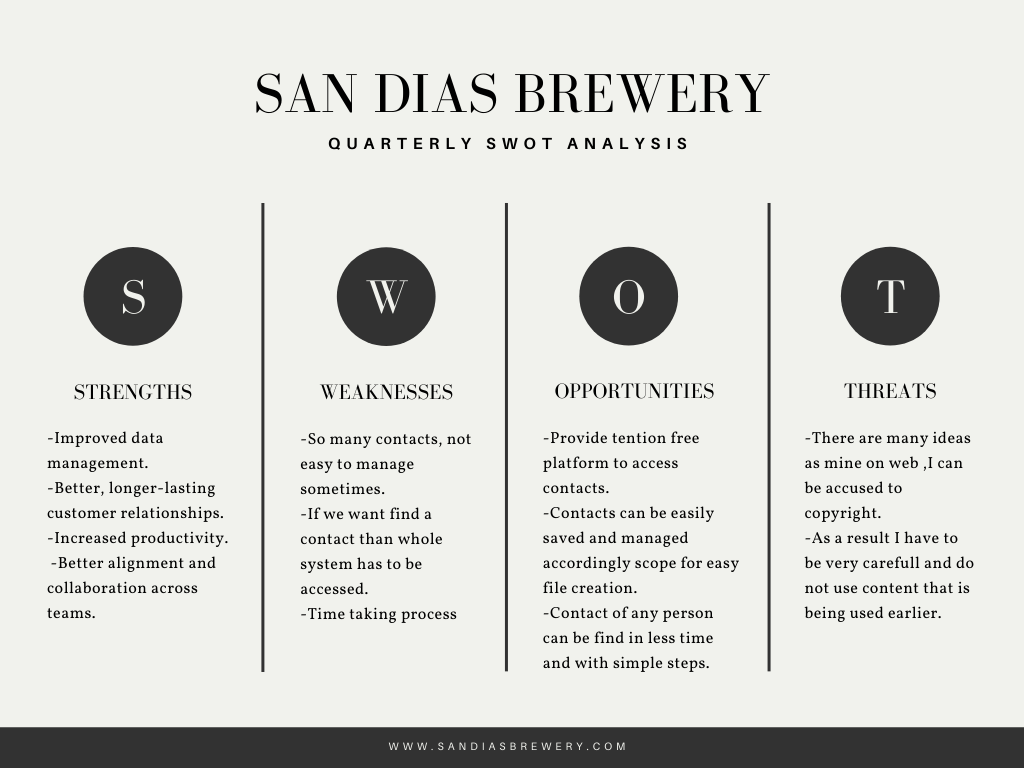 SAN DIAS BREWERY
QUARTERLY SWOT ANALYSIS
S
STRENGTHS
-Improved data
management.
-Better, longer-lasting
customer relationships.
-Increased productivity.
-Better alignment and
collaboration across
teams.
W
WEAKNESSES
-So many contacts, not
easy to manage
sometimes.
-If we want find a
contact than whole
system has to be
accessed.
-Time taking process
O
OPPORTUNITIES
-Provide tention free
platform to access
contacts.
-Contacts can be easily
saved and managed
accordingly scope for easy
file creation.
-Contact of any person
can be find in less time
and with simple steps.
T
THREATS
-There are many ideas
as mine on web ,I can
be accused to
copyright.
-As a result I have to
be very carefull and do
not use content that is
being used earlier.
WWW.SANDIASBREWERY.COM